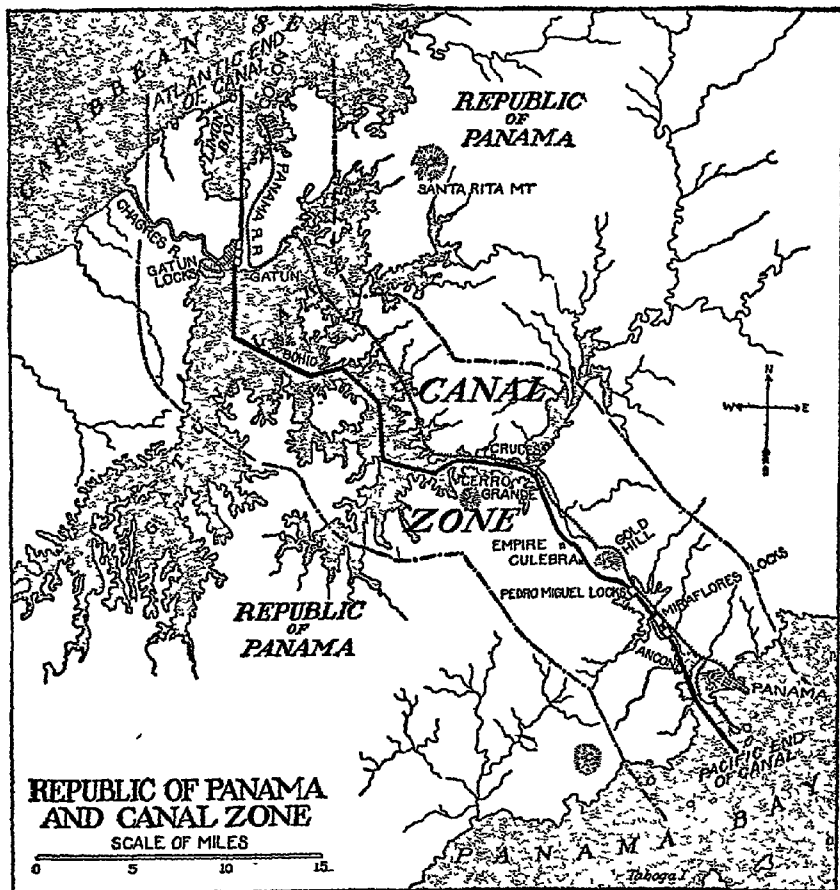 CARIBBEAN SEA
ATLANTIC END
OF CANAL
COLON
LIMON
BAY
PANAMA R.R.
REPUBLIC
OF
PANAMA
SANTA RITA MT
CHAGRES R.
GATUN
LOCKS
GATUN
BOHIO
CANAL
N
W
E
CRUCES
CERRO
GRANDE
ZONE
GOLD
HILL
EMPIRE
CULEBRA
PEDRO MIGUEL LOCKS
MIRAFLORES LOCKS
REPUBLIC
OF
PANAMA
ANCON
PANAMA
PACIFIC END
OF CANAL
REPUBLIC OF PANAMA
AND CANAL ZONE
SCALE OF MILES
0 5 10 15
PANAMA BAY
Taboga I